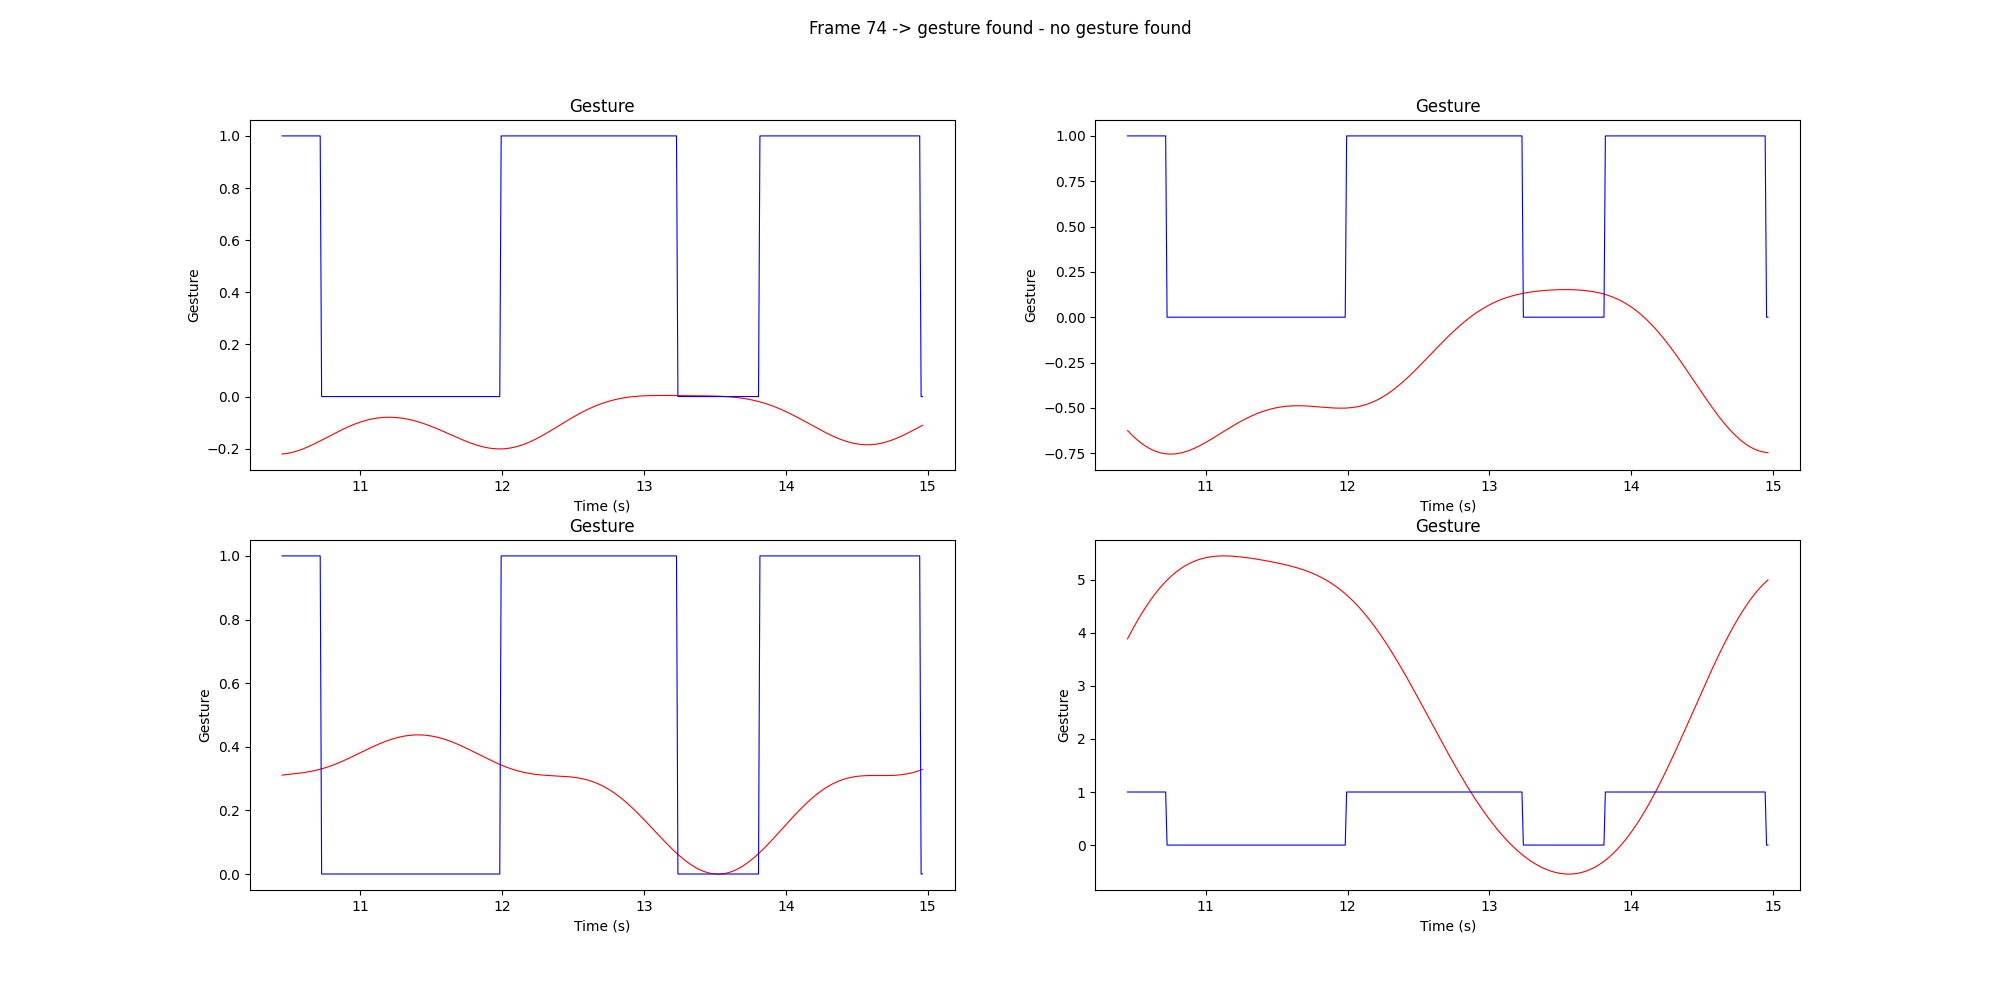 Frame 74 -> gesture found - no gesture found
Gesture
1.0
0.8
0.6
0.4
0.2
0.0
−0.2
Gesture
11 12 13 14 15
Time (s)
Gesture
1.00
0.75
0.50
0.25
0.00
−0.25
−0.50
−0.75
Gesture
11 12 13 14 15
Time (s)
Gesture
1.0
0.8
0.6
0.4
0.2
0.0
Gesture
11 12 13 14 15
Time (s)
Gesture
5
4
3
2
1
0
Gesture
11 12 13 14 15
Time (s)